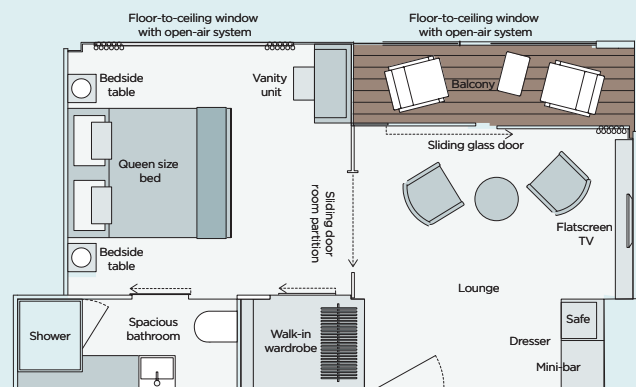 Floor-to-ceiling window
with open-air system
Floor-to-ceiling window
with open-air system
Bedside
table
Vanity
unit
Balcony
Sliding glass door
Queen size
bed
Sliding door
room partition
Flatscreen
TV
Bedside
table
Lounge
Shower
Spacious
bathroom
Walk-in
wardrobe
Safe
Dresser
Mini-bar